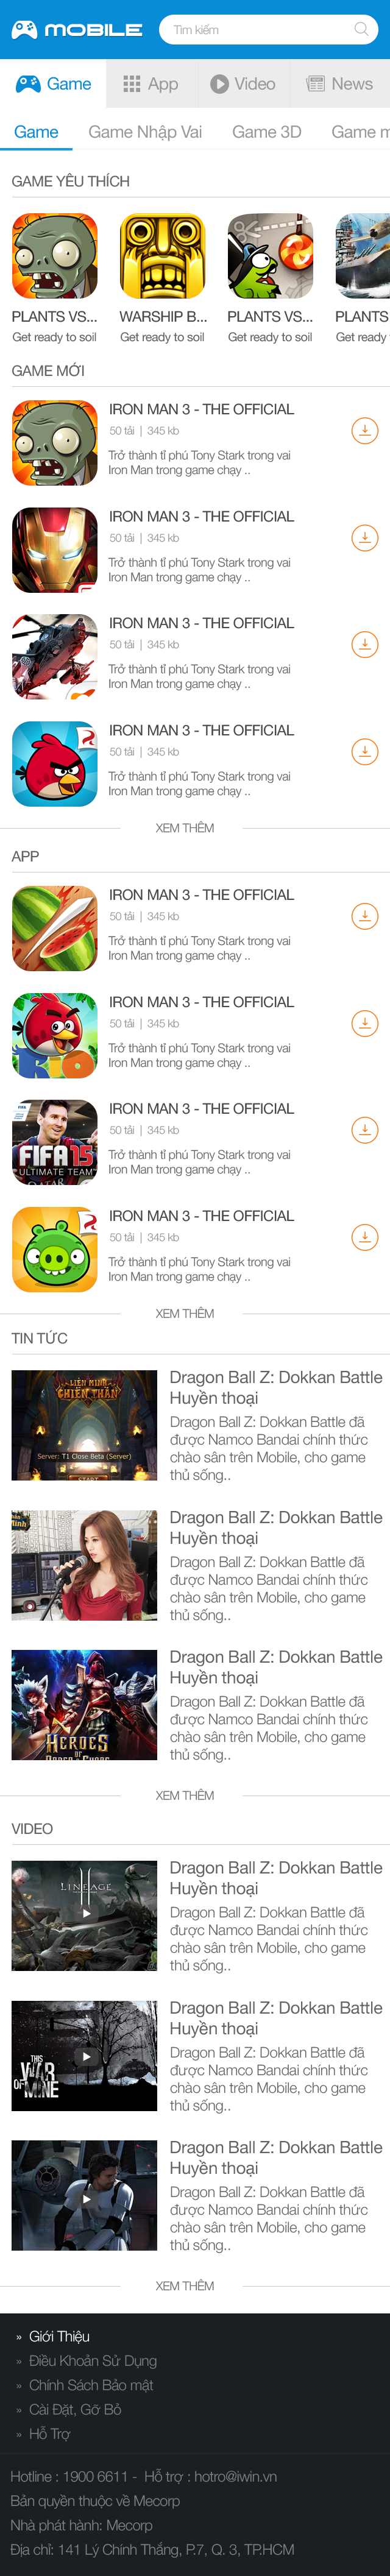 MOBILE
Tìm kiếm
Game App Video News
Game Game Nhập Vai Game 3D Game m
GAME YÊU THÍCH
PLANTS VS... WARSHIP B... PLANTS VS... PLANTS
Get ready to soil Get ready to soil Get ready to soil Get ready
GAME MỚI
IRON MAN 3 - THE OFFICIAL
50 tải | 345 kb
Trở thành tỉ phú Tony Stark trong vai
Iron Man trong game chạy ..
IRON MAN 3 - THE OFFICIAL
50 tải | 345 kb
Trở thành tỉ phú Tony Stark trong vai
Iron Man trong game chạy ..
IRON MAN 3 - THE OFFICIAL
50 tải | 345 kb
Trở thành tỉ phú Tony Stark trong vai
Iron Man trong game chạy ..
IRON MAN 3 - THE OFFICIAL
50 tải | 345 kb
Trở thành tỉ phú Tony Stark trong vai
Iron Man trong game chạy ..
XEM THÊM
APP
IRON MAN 3 - THE OFFICIAL
50 tải | 345 kb
Trở thành tỉ phú Tony Stark trong vai
Iron Man trong game chạy ..
RIO
IRON MAN 3 - THE OFFICIAL
50 tải | 345 kb
Trở thành tỉ phú Tony Stark trong vai
Iron Man trong game chạy ..
FIFA 15
ULTIMATE TEAM
IRON MAN 3 - THE OFFICIAL
50 tải | 345 kb
Trở thành tỉ phú Tony Stark trong vai
Iron Man trong game chạy ..
IRON MAN 3 - THE OFFICIAL
50 tải | 345 kb
Trở thành tỉ phú Tony Stark trong vai
Iron Man trong game chạy ..
XEM THÊM
TIN TỨC
LIÊN MINH
CHIẾN THẦN
Server: T1 Close Beta (Server)
START
Dragon Ball Z: Dokkan Battle
Huyền thoại
Dragon Ball Z: Dokkan Battle đã
được Namco Bandai chính thức
chào sân trên Mobile, cho game
thủ sống..
Dragon Ball Z: Dokkan Battle
Huyền thoại
Dragon Ball Z: Dokkan Battle đã
được Namco Bandai chính thức
chào sân trên Mobile, cho game
thủ sống..
HEROES
OF
Dragon Ball Z: Dokkan Battle
Huyền thoại
Dragon Ball Z: Dokkan Battle đã
được Namco Bandai chính thức
chào sân trên Mobile, cho game
thủ sống..
XEM THÊM
VIDEO
LINEAGE
II
Dragon Ball Z: Dokkan Battle
Huyền thoại
Dragon Ball Z: Dokkan Battle đã
được Namco Bandai chính thức
chào sân trên Mobile, cho game
thủ sống..
THIS
WAR
OF MINE
Dragon Ball Z: Dokkan Battle
Huyền thoại
Dragon Ball Z: Dokkan Battle đã
được Namco Bandai chính thức
chào sân trên Mobile, cho game
thủ sống..
Dragon Ball Z: Dokkan Battle
Huyền thoại
Dragon Ball Z: Dokkan Battle đã
được Namco Bandai chính thức
chào sân trên Mobile, cho game
thủ sống..
XEM THÊM
» Giới Thiệu
» Điều Khoản Sử Dụng
» Chính Sách Bảo mật
» Cài Đặt, Gỡ Bỏ
» Hỗ Trợ
Hotline : 1900 6611 - Hỗ trợ : hotro@iwin.vn
Bản quyền thuộc về Mecorp
Nhà phát hành: Mecorp
Địa chỉ: 141 Lý Chính Thắng, P.7, Q. 3, TP.HCM